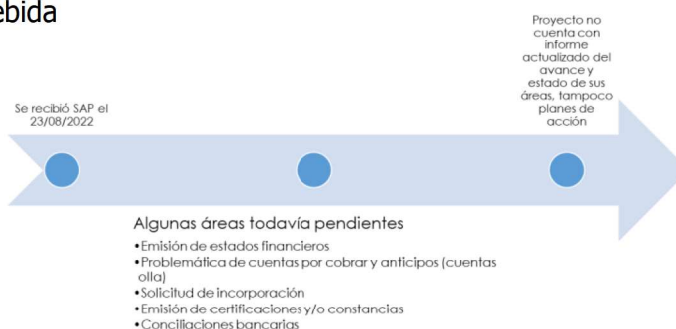 ebida
Proyecto no
cuenta con
informe
actualizado del
avance y
estado de sus
áreas, tampoco
planes de
acción
Se recibió SAP el
23/08/2022
Algunas áreas todavía pendientes
•Emisión de estados financieros
•Problemática de cuentas por cobrar y anticipos (cuentas
olla)
•Solicitud de incorporación
•Emisión de certificaciones y/o constancias
•Conciliaciones bancarias